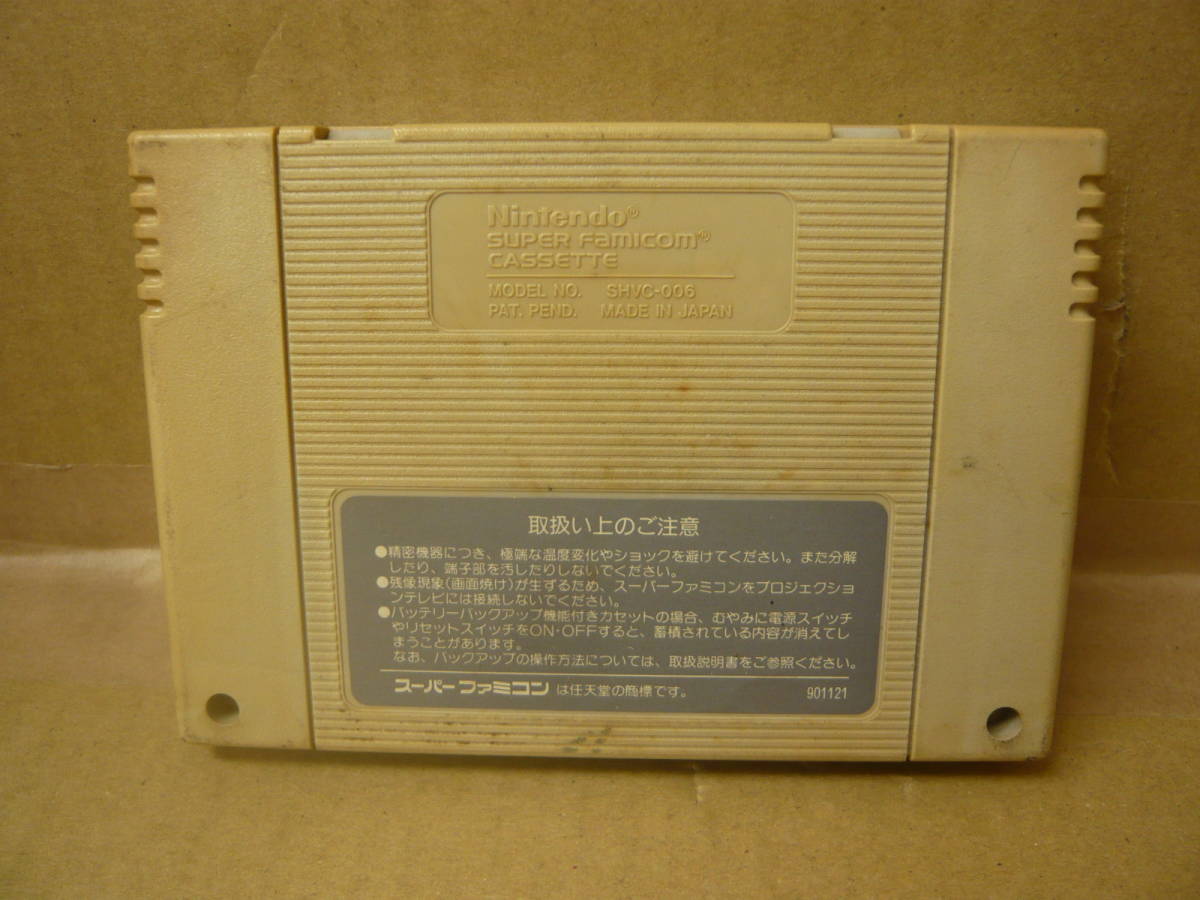 Nintendo®
SUPER FAMICOM®
CASSETTE
MODEL NO. SHVC-006
PAT. PEND. MADE IN JAPAN
取扱い上のご注意
●精密機器につき、極端な温度変化やショックを避けてください。また分解
したり、端子部を汚したりしないでください。
●残像現象(画面焼け)が生ずるため、スーパーファミコンをプロジェクショ
ンテレビには接続しないでください。
●バッテリーバックアップ機能付きカセットの場合、むやみに電源スイッチ
やリセットスイッチをON・OFFすると、蓄積されている内容が消えてし
まうことがあります。
なお、バックアップの操作方法については、取扱説明書をご参照ください。
スーパーファミコン は任天堂の商標です。 901121